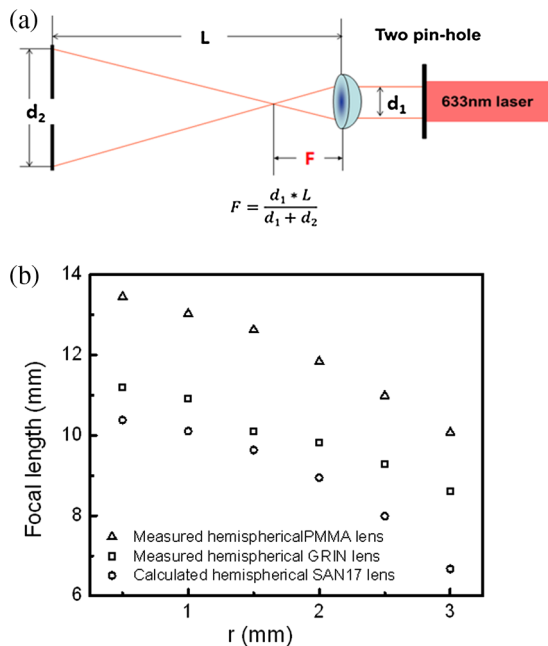 (a)
L
Two pin-hole
d₂
d₁
633nm laser
F
F = d₁ * L / d₁ + d₂
(b)
14
12
10
8
6
Focal length (mm)
Measured hemisphericalPMMA lens
Measured hemispherical GRIN lens
Calculated hemispherical SAN17 lens
1
2
3
r (mm)